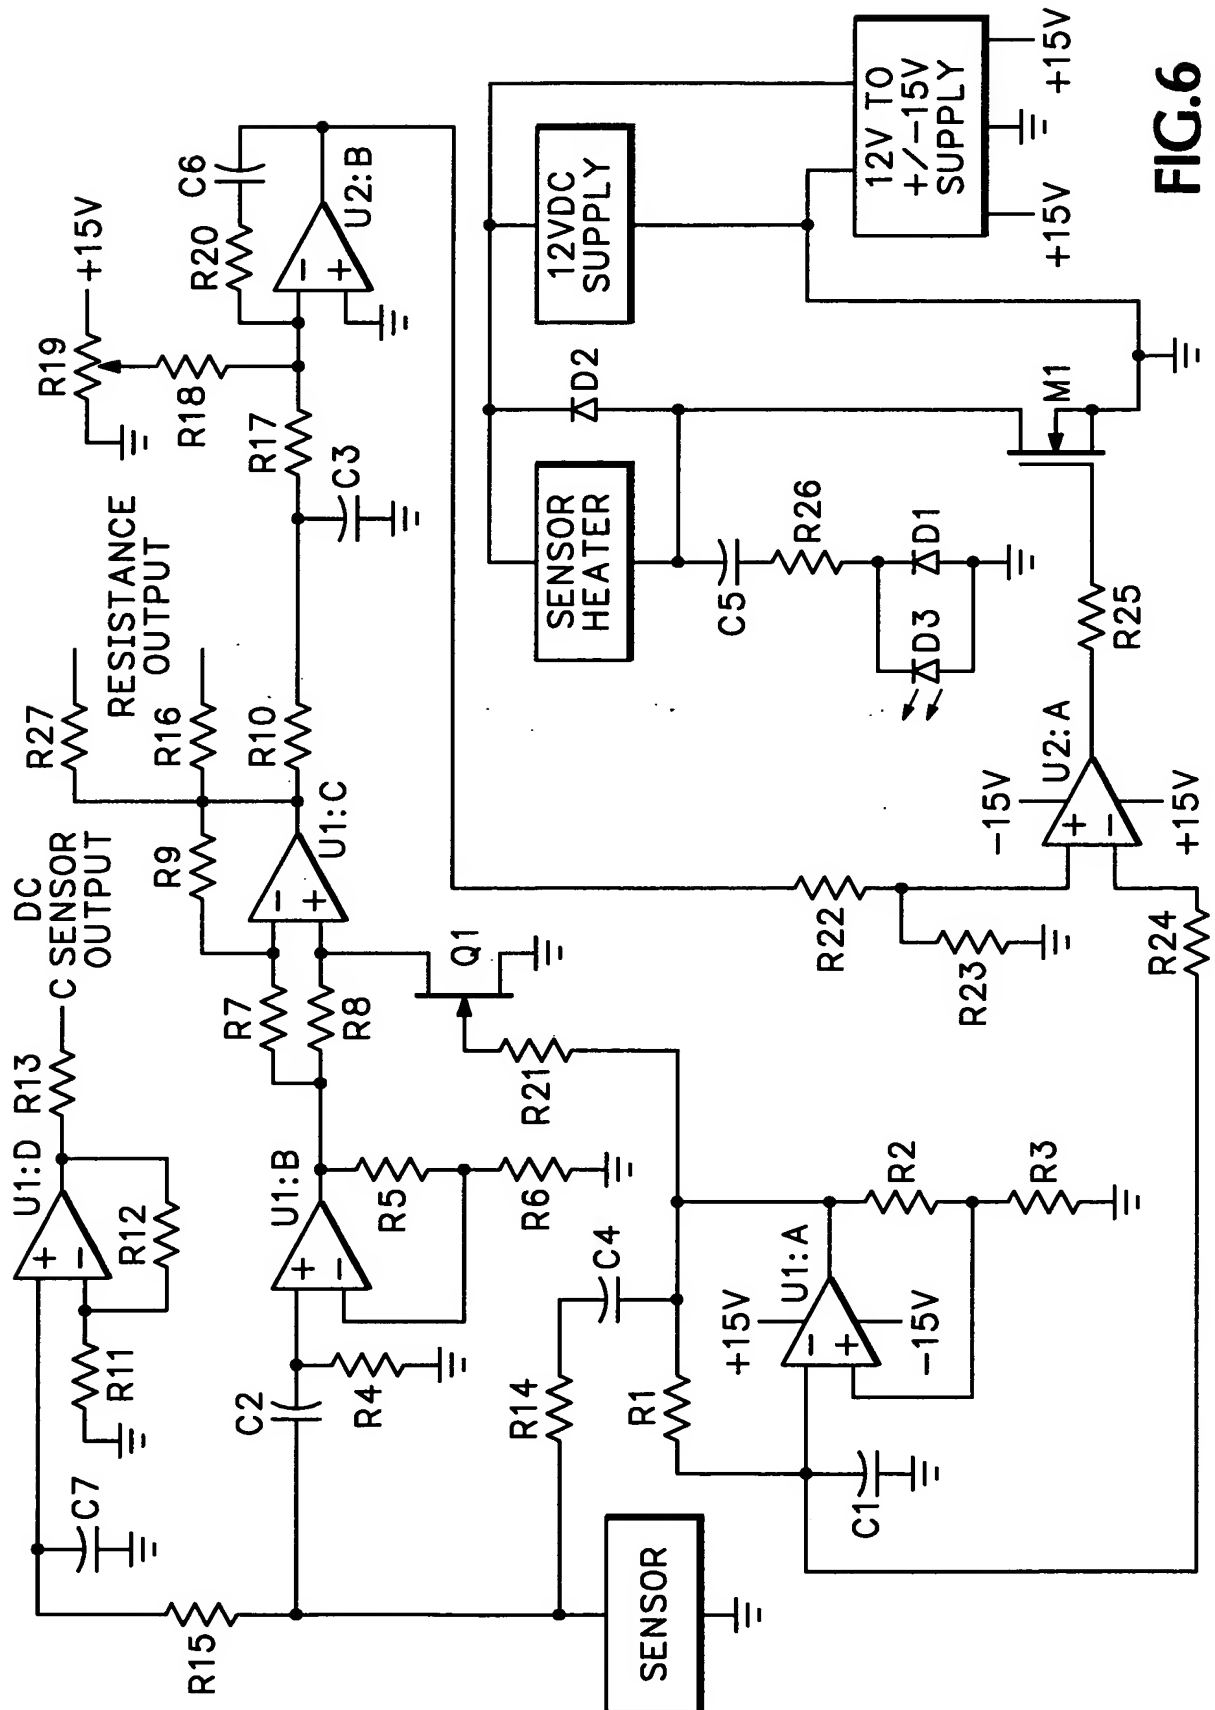 C6
+15V
R19
R20
U2:B
R18
R17
C3
RESISTANCE
OUTPUT
R27
R16
R10
DC
C SENSOR
OUTPUT
R9
U1:C
R13
U1:D
R12
R11
C7
R15
R7
R8
Q1
R21
U1:B
R5
R6
C2
R4
R14
C4
R1
+15V
U1:A
-15V
R2
R3
C1
SENSOR
R22
R23
R24
-15V
U2:A
+15V
R25
SENSOR
HEATER
C5
R26
D1
D3
D2
M1
12VDC
SUPPLY
12V TO
+/-15V
SUPPLY
+15V
+15V
FIG.6